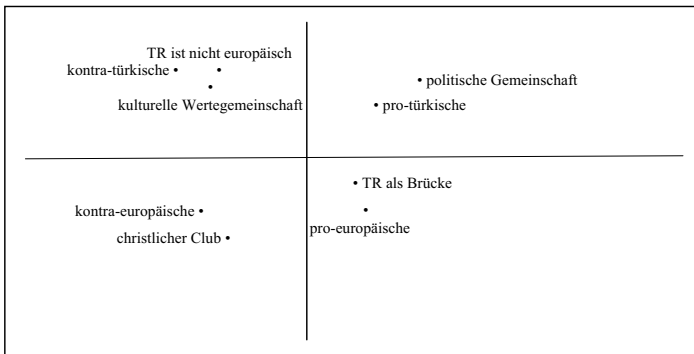 TR ist nicht europäisch
kontra-türkische
kulturelle Wertegemeinschaft
politische Gemeinschaft
pro-türkische
TR als Brücke
kontra-europäische
pro-europäische
christlicher Club